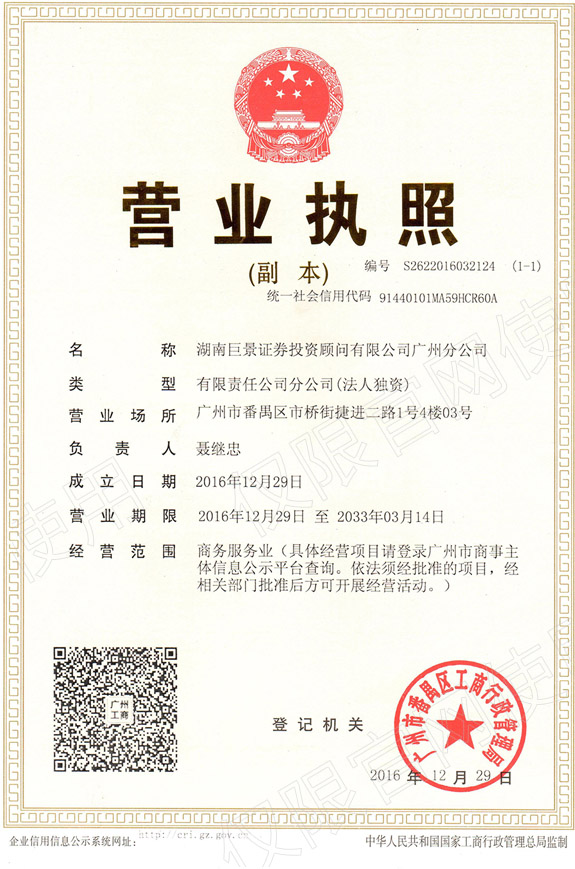 营业执照
(副 本)
编号 S2622016032124 (1-1)
统一社会信用代码 91440101MA59HCR60A
名 称 湖南巨景证券投资顾问有限公司广州分公司
类 型 有限责任公司分公司(法人独资)
营业场所 广州市番禺区市桥街捷进二路1号4楼03号
负 责 人 聂继忠
成立日期 2016年12月29日
营业期限 2016年12月29日 至 2033年03月14日
经营范围 商务服务业（具体经营项目请登录广州市商事主
体信息公示平台查询。依法须经批准的项目，经
相关部门批准后方可开展经营活动。）
广州
工商
登记机关
广州市番禺区工商行政管理局
2016 年 12 月 29 日
企业信用信息公示系统网址： http://cri.gz.gov.cn
中华人民共和国国家工商行政管理总局监制
仅限官网使用
仅限官网使用